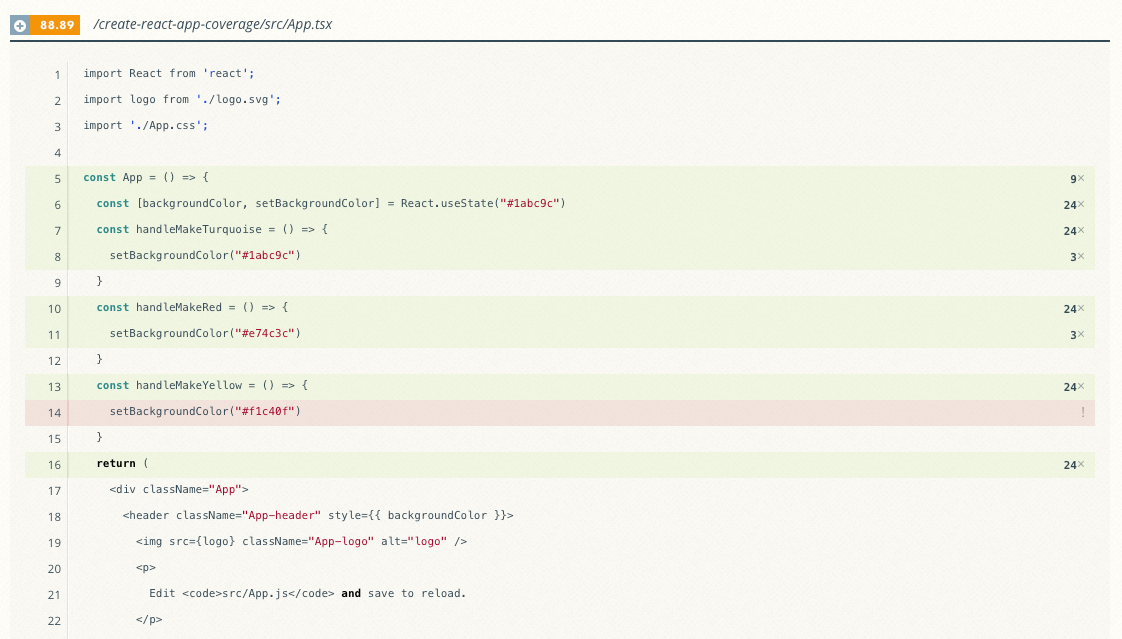 88.89 /create-react-app-coverage/src/App.tsx
1 import React from 'react';
2 import logo from './logo.svg';
3 import './App.css';
4
5 const App = () => { 9×
6 const [backgroundColor, setBackgroundColor] = React.useState("#1abc9c") 24×
7 const handleMakeTurquoise = () => { 24×
8 setBackgroundColor("#1abc9c") 3×
9 }
10 const handleMakeRed = () => { 24×
11 setBackgroundColor("#e74c3c") 3×
12 }
13 const handleMakeYellow = () => { 24×
14 setBackgroundColor("#f1c40f") !
15 }
16 return ( 24×
17 <div className="App">
18 <header className="App-header" style={{ backgroundColor }}>
19 <img src={logo} className="App-logo" alt="logo" />
20 <p>
21 Edit <code>src/App.js</code> and save to reload.
22 </p>